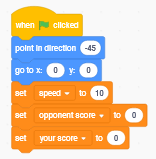 when clicked
point in direction -45
go to x: 0 y: 0
set speed to 10
set opponent score to 0
set your score to 0